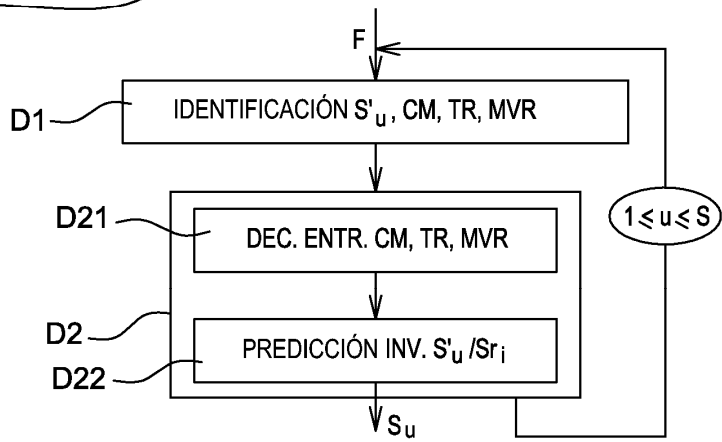 F
D1
IDENTIFICACIÓN S'u, CM, TR, MVR
D21
DEC. ENTR. CM, TR, MVR
1 ≤ u ≤ S
D2
PREDICCIÓN INV. S'u /Sri
D22
Su